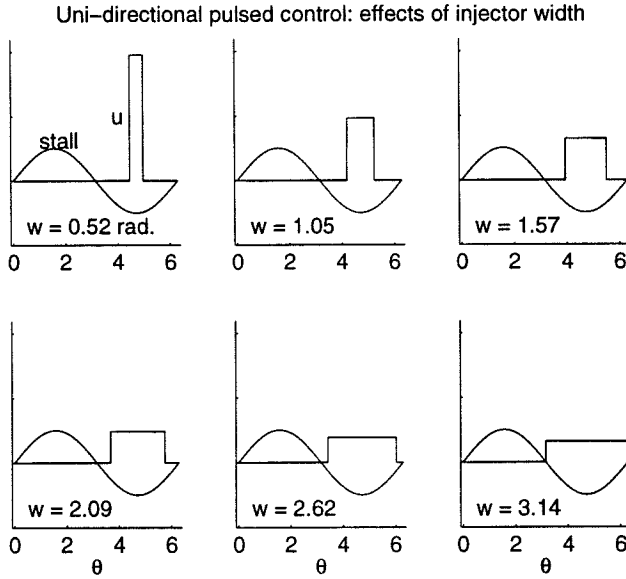 Uni-directional pulsed control: effects of injector width
u
stall
w = 0.52 rad.
0 2 4 6
θ
w = 1.05
0 2 4 6
θ
w = 1.57
0 2 4 6
θ
w = 2.09
0 2 4 6
θ
w = 2.62
0 2 4 6
θ
w = 3.14
0 2 4 6
θ